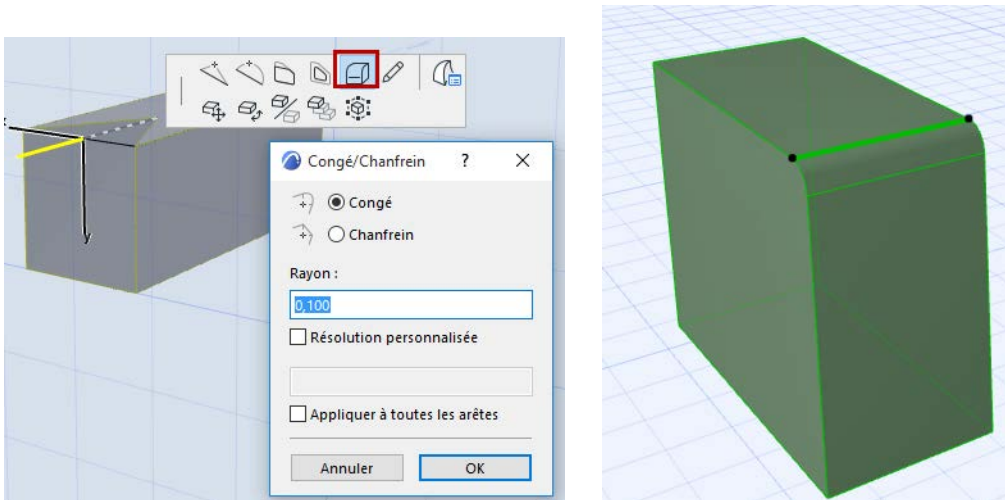 Congé/Chanfrein ? X
Congé
Chanfrein
Rayon :
0,100
Résolution personnalisée
Appliquer à toutes les arêtes
Annuler OK
y